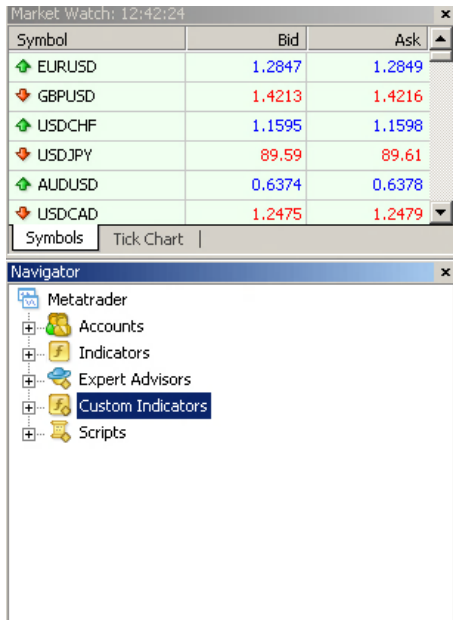 Market Watch: 12:42:24
Symbol Bid Ask
EURUSD 1.2847 1.2849
GBPUSD 1.4213 1.4216
USDCHF 1.1595 1.1598
USDJPY 89.59 89.61
AUDUSD 0.6374 0.6378
USDCAD 1.2475 1.2479
Symbols Tick Chart
Navigator
Metatrader
Accounts
Indicators
Expert Advisors
Custom Indicators
Scripts